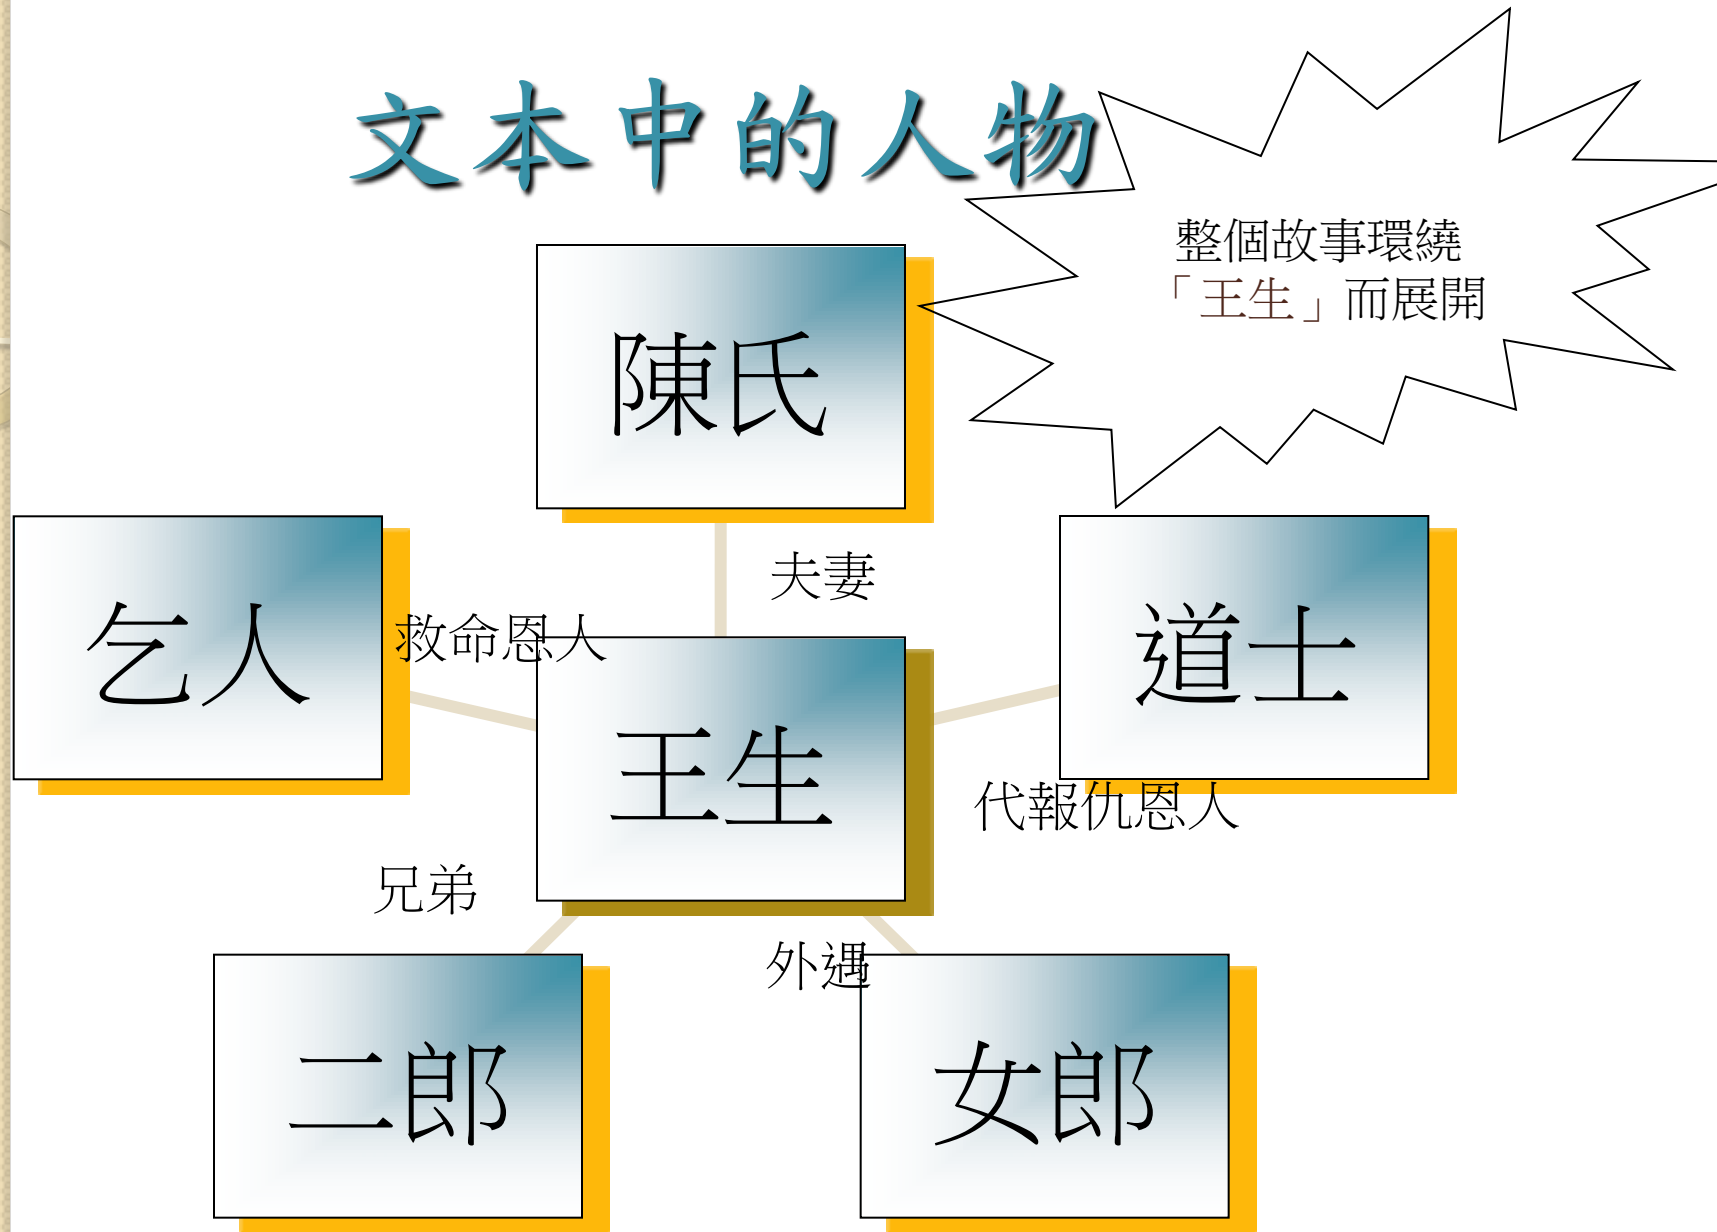 文本中的人物
整個故事環繞
「王生」而展開
陳氏
夫妻
乞人
救命恩人
道士
王生
代報仇恩人
兄弟
外遇
二郎
女郎